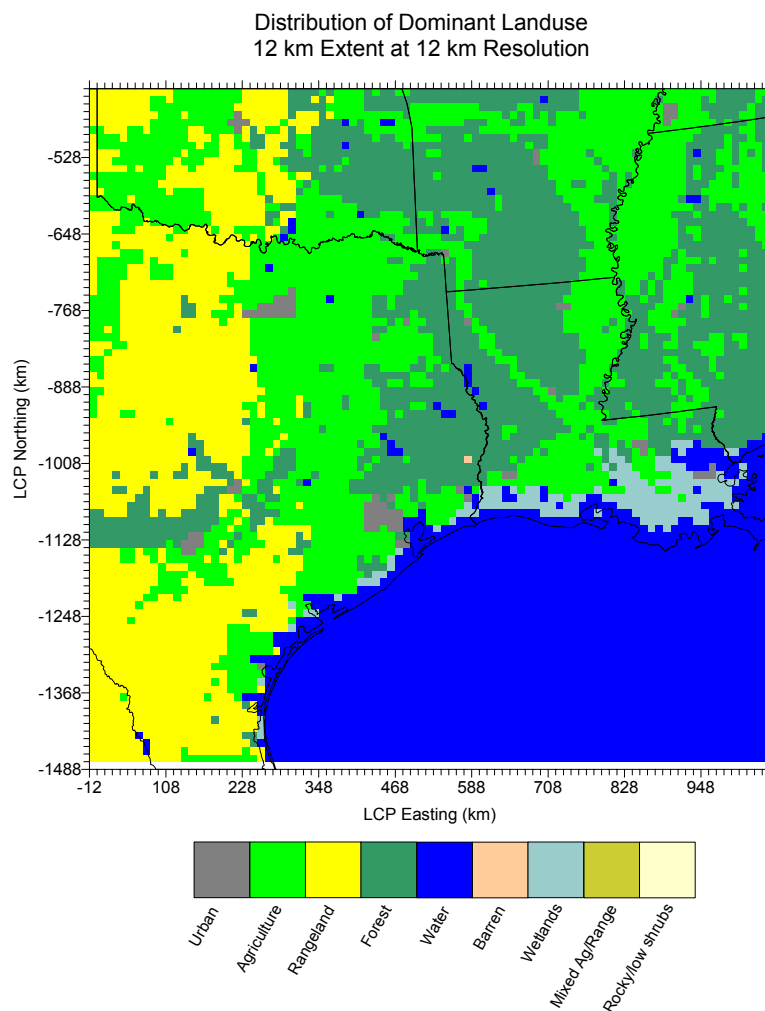 Distribution of Dominant Landuse
12 km Extent at 12 km Resolution
LCP Northing (km)
-528
-648
-768
-888
-1008
-1128
-1248
-1368
-1488
-12 108 228 348 468 588 708 828 948
LCP Easting (km)
Urban
Agriculture
Rangeland
Forest
Water
Barren
Wetlands
Mixed Ag/Range
Rocky/low shrubs